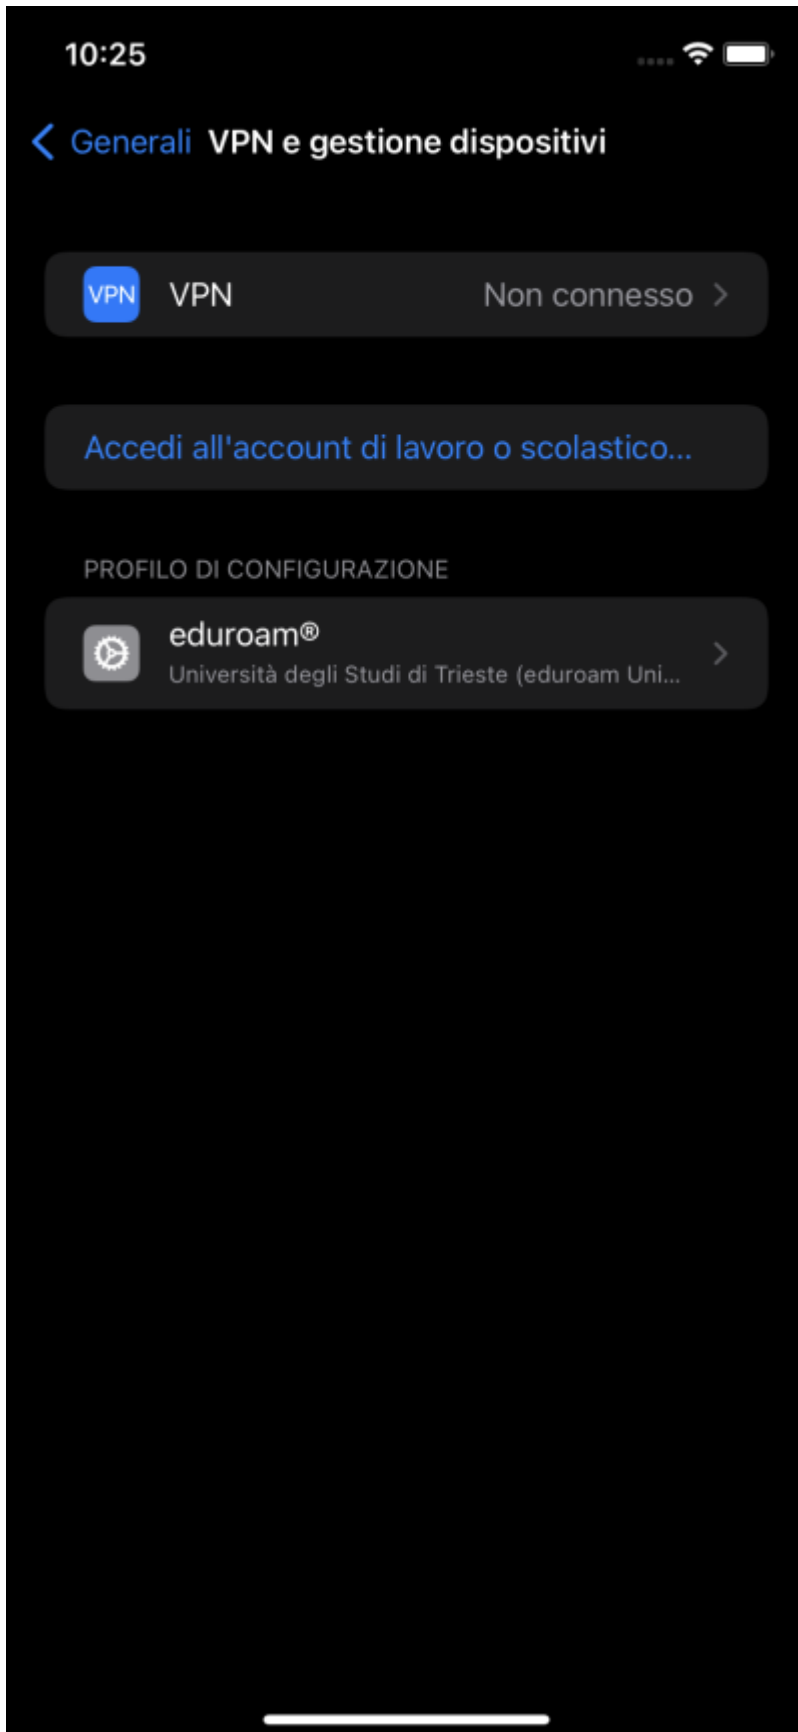 10:25
Generali VPN e gestione dispositivi
VPN VPN Non connesso
Accedi all'account di lavoro o scolastico...
PROFILO DI CONFIGURAZIONE
eduroam®
Università degli Studi di Trieste (eduroam Uni...